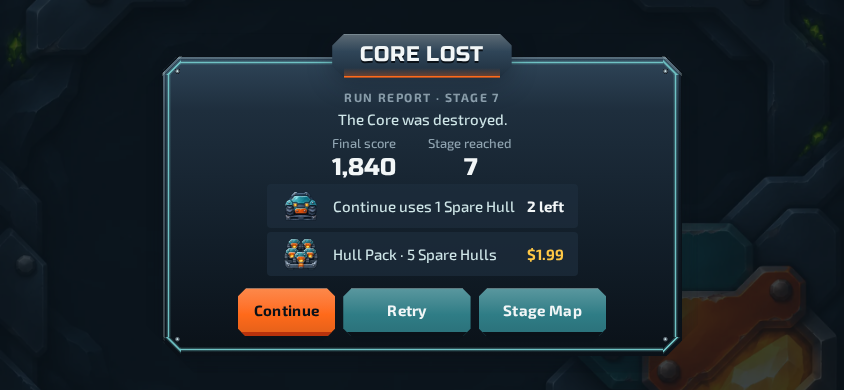 CORE LOST
RUN REPORT · STAGE 7
The Core was destroyed.
Final score Stage reached
1,840 7
Continue uses 1 Spare Hull 2 left
Hull Pack · 5 Spare Hulls $1.99
Continue Retry Stage Map